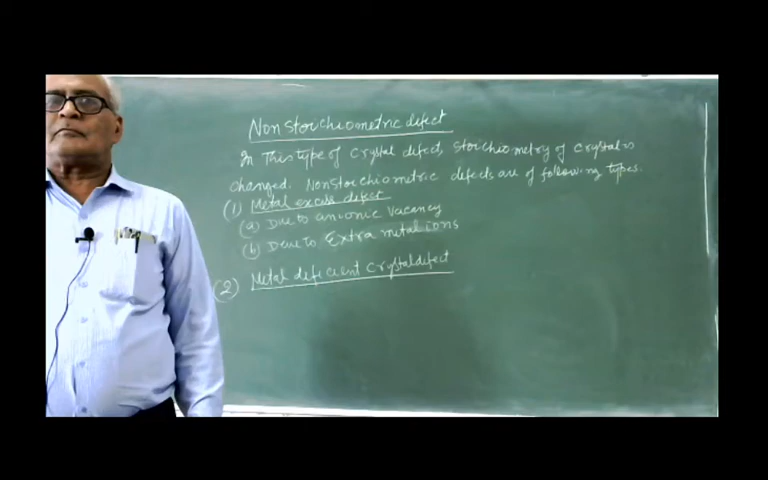 Non Stoichiometric defect
In This type of Crystal defect, Stoichiometry of Crystal is
changed. Nonstoichiometric defects are of following types.
(1) Metal excess defect
(a) Due to anionic Vacancy
(b) Due to Extra metal ions
(2) Metal deficient Crystal defect